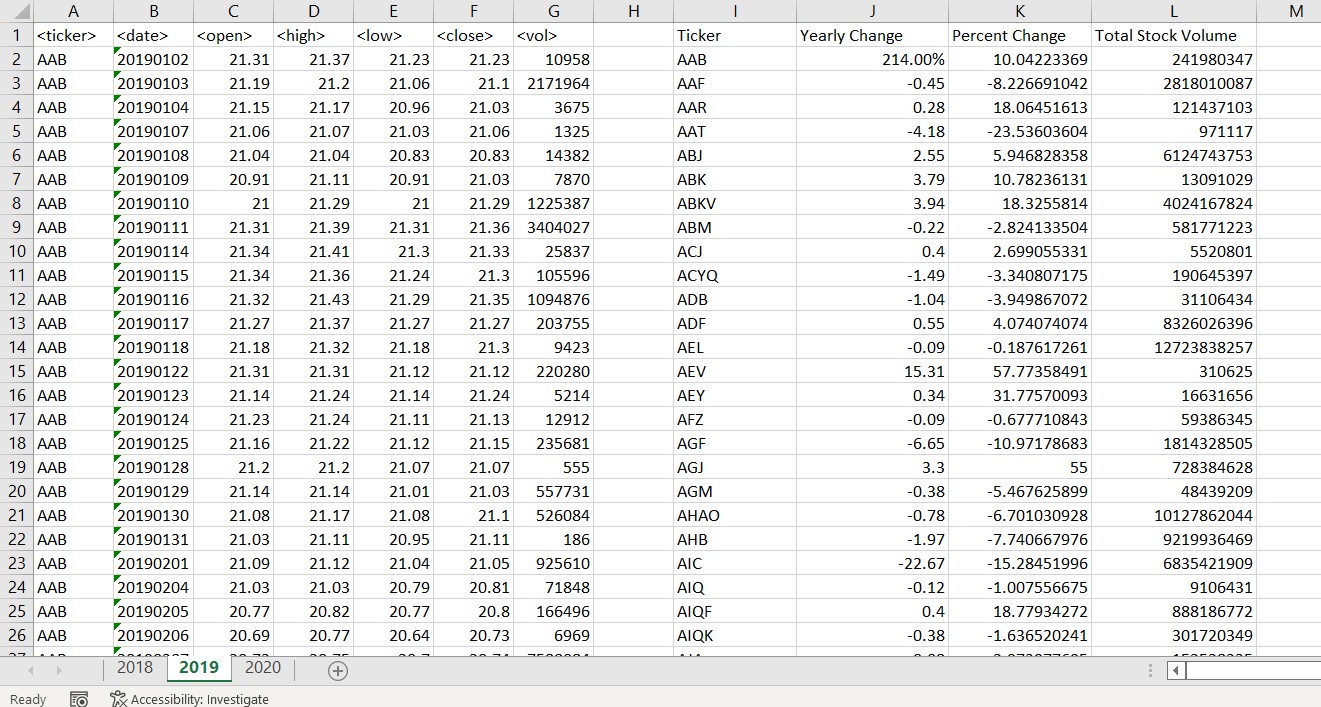 A B C D E F G H I J K L M
1 <ticker> <date> <open> <high> <low> <close> <vol> Ticker Yearly Change Percent Change Total Stock Volume
2 AAB 20190102 21.31 21.37 21.23 21.23 10958 AAB 214.00% 10.04223369 241980347
3 AAB 20190103 21.19 21.2 21.06 21.1 2171964 AAF -0.45 -8.226691042 2818010087
4 AAB 20190104 21.15 21.17 20.96 21.03 3675 AAR 0.28 18.06451613 121437103
5 AAB 20190107 21.06 21.07 21.03 21.06 1325 AAT -4.18 -23.53603604 971117
6 AAB 20190108 21.04 21.04 20.83 20.83 14382 ABJ 2.55 5.946828358 6124743753
7 AAB 20190109 20.91 21.11 20.91 21.03 7870 ABK 3.79 10.78236131 13091029
8 AAB 20190110 21 21.29 21 21.29 1225387 ABKV 3.94 18.3255814 4024167824
9 AAB 20190111 21.31 21.39 21.31 21.36 3404027 ABM -0.22 -2.824133504 581771223
10 AAB 20190114 21.34 21.41 21.3 21.33 25837 ACJ 0.4 2.699055331 5520801
11 AAB 20190115 21.34 21.36 21.24 21.3 105596 ACYQ -1.49 -3.340807175 190645397
12 AAB 20190116 21.32 21.43 21.29 21.35 1094876 ADB -1.04 -3.949867072 31106434
13 AAB 20190117 21.27 21.37 21.27 21.27 203755 ADF 0.55 4.074074074 8326026396
14 AAB 20190118 21.18 21.32 21.18 21.3 9423 AEL -0.09 -0.187617261 12723838257
15 AAB 20190122 21.31 21.31 21.12 21.12 220280 AEV 15.31 57.77358491 310625
16 AAB 20190123 21.14 21.24 21.14 21.24 5214 AEY 0.34 31.77570093 16631656
17 AAB 20190124 21.23 21.24 21.11 21.13 12912 AFZ -0.09 -0.677710843 59386345
18 AAB 20190125 21.16 21.22 21.12 21.15 235681 AGF -6.65 -10.97178683 1814328505
19 AAB 20190128 21.2 21.2 21.07 21.07 555 AGJ 3.3 55 728384628
20 AAB 20190129 21.14 21.14 21.01 21.03 557731 AGM -0.38 -5.467625899 48439209
21 AAB 20190130 21.08 21.17 21.08 21.1 526084 AHAO -0.78 -6.701030928 10127862044
22 AAB 20190131 21.03 21.11 20.95 21.11 186 AHB -1.97 -7.740667976 9219936469
23 AAB 20190201 21.09 21.12 21.04 21.05 925610 AIC -22.67 -15.28451996 6835421909
24 AAB 20190204 21.03 21.03 20.79 20.81 71848 AIQ -0.12 -1.007556675 9106431
25 AAB 20190205 20.77 20.82 20.77 20.8 166496 AIQF 0.4 18.77934272 888186772
26 AAB 20190206 20.69 20.77 20.64 20.73 6969 AIQK -0.38 -1.636520241 301720349
2018 2019 2020
Ready Accessibility: Investigate